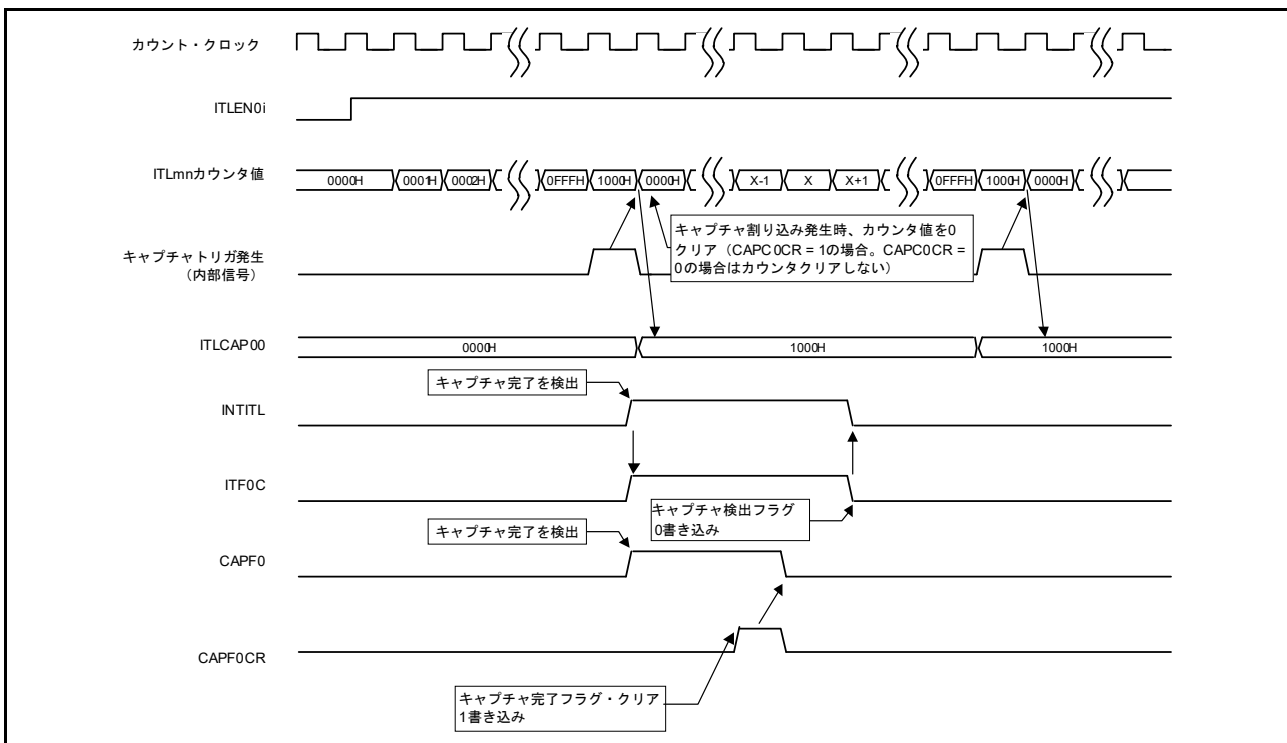 カウント・クロック
ITLEN0i
ITLmnカウンタ値
0000H 0001H 0002H 0FFFH 1000H 0000H X-1 X X+1 0FFFH 1000H 0000H
キャプチャ割り込み発生時、カウンタ値を0
クリア（CAPC0CR = 1の場合。CAPC0CR =
0の場合はカウンタクリアしない）
キャプチャトリガ発生
（内部信号）
ITLCAP00
0000H 1000H 1000H
キャプチャ完了を検出
INTITL
ITF0C
キャプチャ検出フラグ
0書き込み
キャプチャ完了を検出
CAPF0
CAPF0CR
キャプチャ完了フラグ・クリア
1書き込み